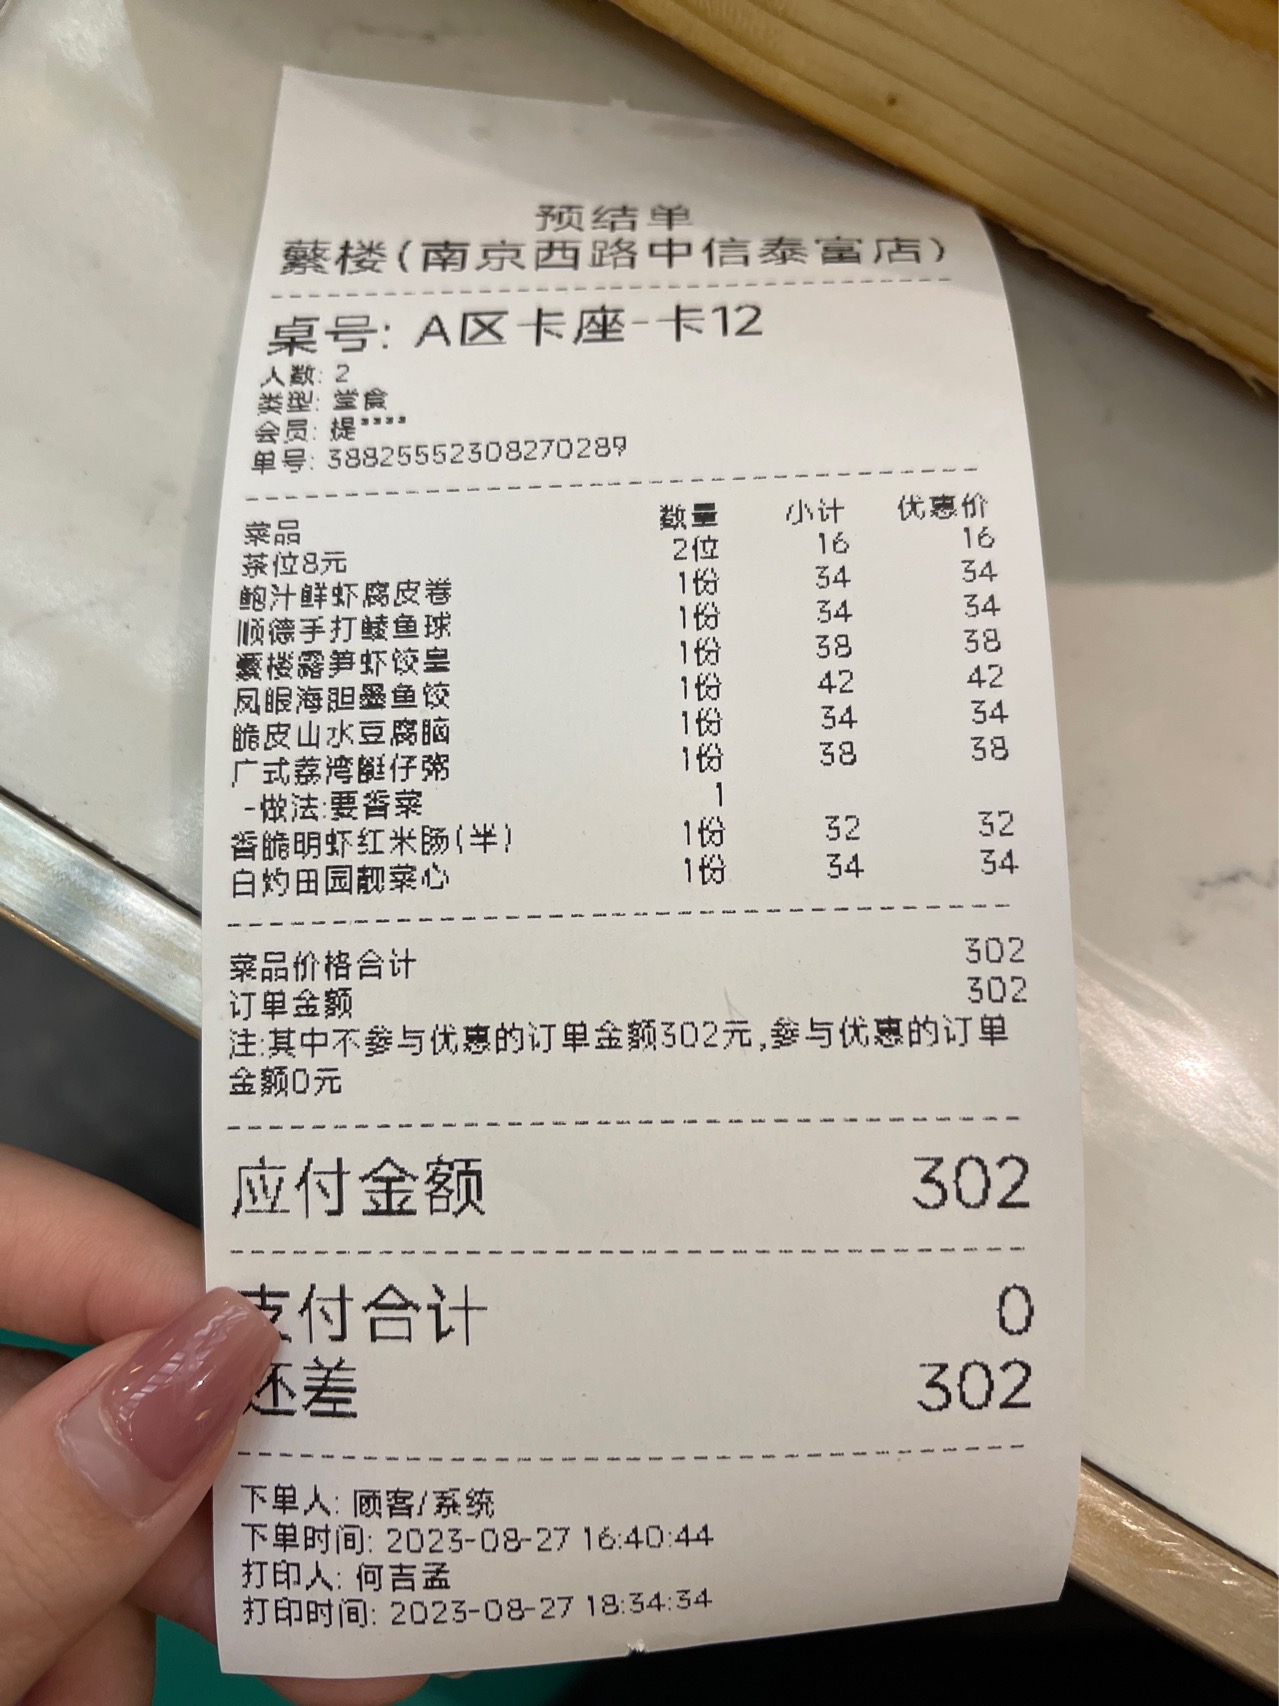 预结单
蘩楼(南京西路中信泰富店)
桌号: A区卡座-卡12
人数: 2
类型: 堂食
会员: 提****
单号: 38825552308270289
菜品 数量 小计 优惠价
茶位8元 2位 16 16
鲍汁鲜虾腐皮卷 1份 34 34
顺德手打鲮鱼球 1份 34 34
蘩楼露笋虾饺皇 1份 38 38
凤眼海胆墨鱼饺 1份 42 42
脆皮山水豆腐脑 1份 34 34
广式荔湾艇仔粥 1份 38 38
-做法:要香菜 1
香脆明虾红米肠(半) 1份 32 32
白灼田园靓菜心 1份 34 34
菜品价格合计 302
订单金额 302
注:其中不参与优惠的订单金额302元,参与优惠的订单
金额0元
应付金额 302
支付合计 0
还差 302
下单人: 顾客/系统
下单时间: 2023-08-27 16:40:44
打印人: 何吉孟
打印时间: 2023-08-27 18:34:34